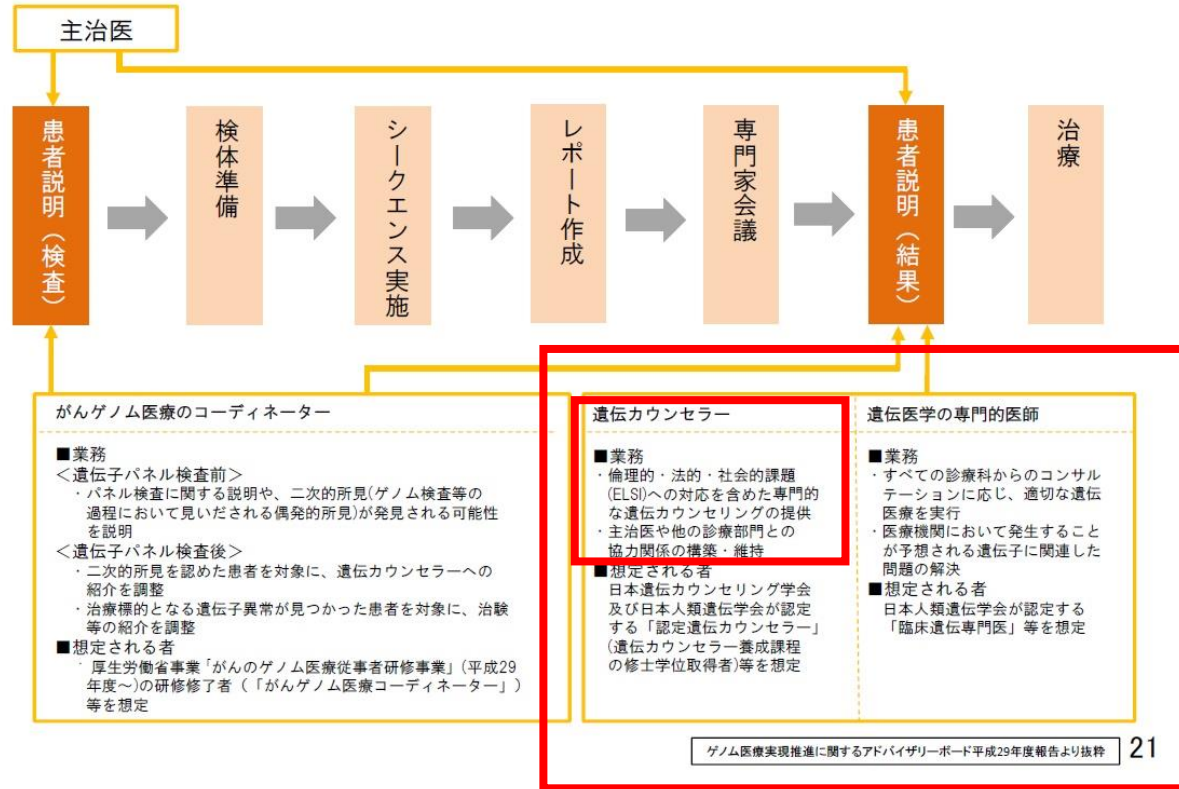 主治医
患者説明（検査）
検体準備
シークエンス実施
レポート作成
専門家会議
患者説明（結果）
治療
がんゲノム医療のコーディネーター
■業務
＜遺伝子パネル検査前＞
・パネル検査に関する説明や、二次的所見(ゲノム検査等の
過程において見いだされる偶発的所見)が発見される可能性
を説明
＜遺伝子パネル検査後＞
・二次的所見を認めた患者を対象に、遺伝カウンセラーへの
紹介を調整
・治療標的となる遺伝子異常が見つかった患者を対象に、治験
等の紹介を調整
■想定される者
・厚生労働省事業「がんのゲノム医療従事者研修事業」(平成29
年度～)の研修修了者（「がんゲノム医療コーディネーター」）
等を想定
遺伝カウンセラー
■業務
・倫理的・法的・社会的課題
(ELSI)への対応を含めた専門的
な遺伝カウンセリングの提供
・主治医や他の診療部門との
協力関係の構築・維持
■想定される者
日本遺伝カウンセリング学会
及び日本人類遺伝学会が認定
する「認定遺伝カウンセラー」
(遺伝カウンセラー養成課程
の修士学位取得者)等を想定
遺伝医学の専門的医師
■業務
・すべての診療科からのコンサル
テーションに応じ、適切な遺伝
医療を実行
・医療機関において発生すること
が予想される遺伝子に関連した
問題の解決
■想定される者
日本人類遺伝学会が認定する
「臨床遺伝専門医」等を想定
ゲノム医療実現推進に関するアドバイザリーボード平成29年度報告より抜粋
21